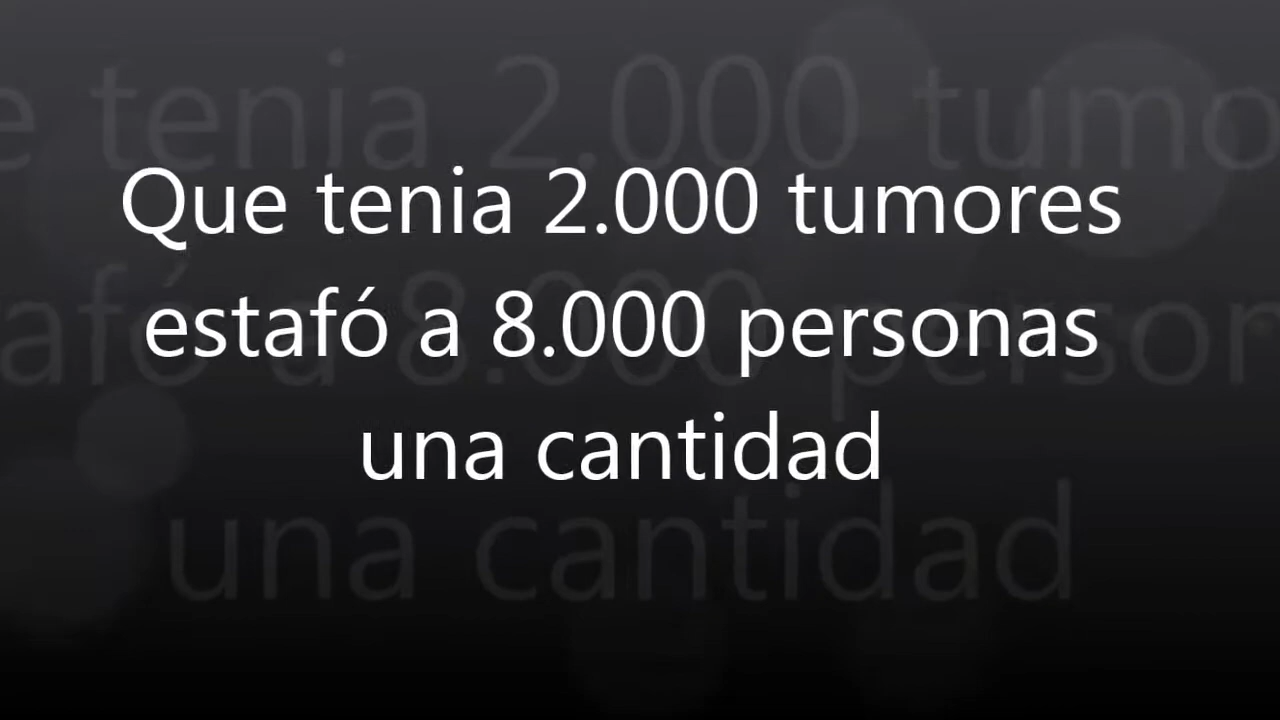 Que tenia 2.000 tumores
estafó a 8.000 personas
una cantidad